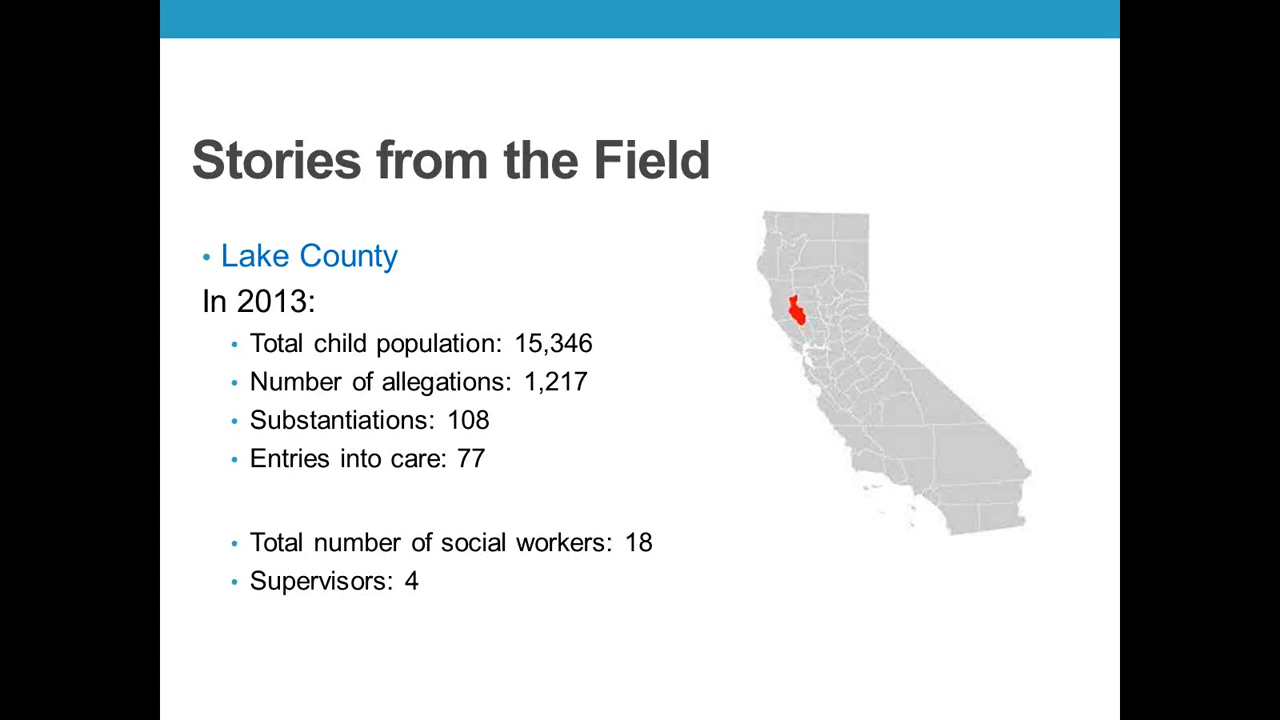 Stories from the Field
• Lake County
In 2013:
• Total child population: 15,346
• Number of allegations: 1,217
• Substantiations: 108
• Entries into care: 77
• Total number of social workers: 18
• Supervisors: 4